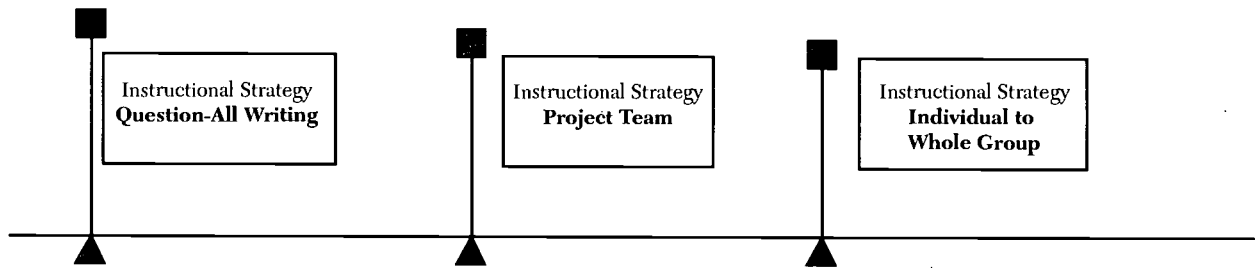 Instructional Strategy
Question-All Writing
Instructional Strategy
Project Team
Instructional Strategy
Individual to
Whole Group